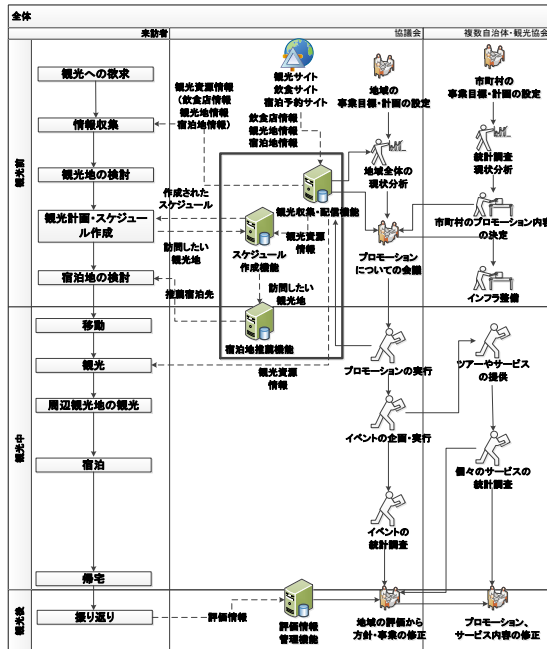 全体
来訪者
協議会
複数自治体・観光協会
観光前
観光中
観光後
観光への欲求
情報収集
観光地の検討
観光計画・スケジュール
作成
宿泊地の検討
移動
観光
周辺観光地の観光
宿泊
帰宅
振り返り
観光資源情報
（飲食店情報
観光地情報
宿泊地情報）
観光サイト
飲食サイト
宿泊予約サイト
飲食店情報
観光地情報
宿泊地情報
作成された
スケジュール
観光収集・配信機能
訪問したい
観光地
観光資源
情報
スケジュール
作成機能
訪問したい
観光地
推薦宿泊先
宿泊地推薦機能
観光資源
情報
評価情報
評価情報
管理機能
地域の
事業目標・計画の設定
地域全体の
現状分析
プロモーション
についての会議
プロモーションの実行
イベントの企画・実行
イベントの
統計調査
地域の評価から
方針・事業の修正
市町村の
事業目標・計画の設定
統計調査
現状分析
市町村のプロモーション内容
の決定
インフラ整備
ツアーやサービス
の提供
個々のサービスの
統計調査
プロモーション、
サービス内容の修正